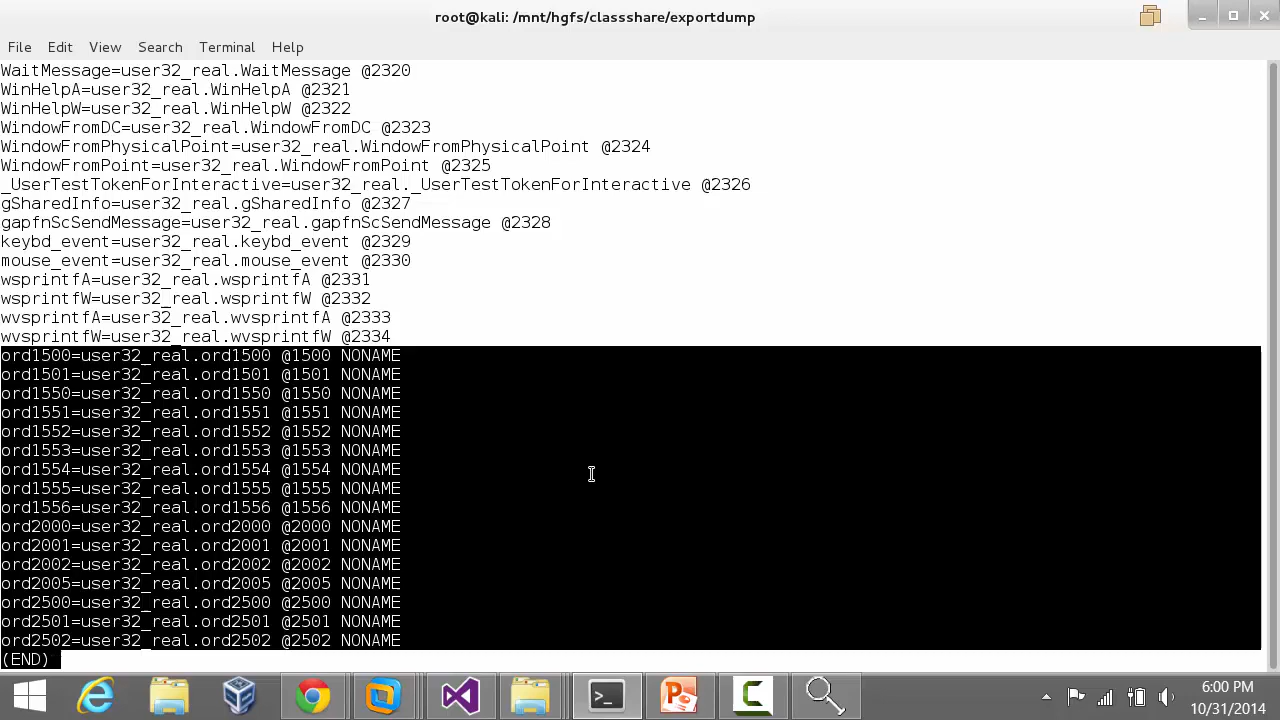 root@kali: /mnt/hgfs/classshare/exportdump
File Edit View Search Terminal Help
WaitMessage=user32_real.WaitMessage @2320
WinHelpA=user32_real.WinHelpA @2321
WinHelpW=user32_real.WinHelpW @2322
WindowFromDC=user32_real.WindowFromDC @2323
WindowFromPhysicalPoint=user32_real.WindowFromPhysicalPoint @2324
WindowFromPoint=user32_real.WindowFromPoint @2325
_UserTestTokenForInteractive=user32_real._UserTestTokenForInteractive @2326
gSharedInfo=user32_real.gSharedInfo @2327
gapfnScSendMessage=user32_real.gapfnScSendMessage @2328
keybd_event=user32_real.keybd_event @2329
mouse_event=user32_real.mouse_event @2330
wsprintfA=user32_real.wsprintfA @2331
wsprintfW=user32_real.wsprintfW @2332
wvsprintfA=user32_real.wvsprintfA @2333
wvsprintfW=user32_real.wvsprintfW @2334
ord1500=user32_real.ord1500 @1500 NONAME
ord1501=user32_real.ord1501 @1501 NONAME
ord1550=user32_real.ord1550 @1550 NONAME
ord1551=user32_real.ord1551 @1551 NONAME
ord1552=user32_real.ord1552 @1552 NONAME
ord1553=user32_real.ord1553 @1553 NONAME
ord1554=user32_real.ord1554 @1554 NONAME
ord1555=user32_real.ord1555 @1555 NONAME
ord1556=user32_real.ord1556 @1556 NONAME
ord2000=user32_real.ord2000 @2000 NONAME
ord2001=user32_real.ord2001 @2001 NONAME
ord2002=user32_real.ord2002 @2002 NONAME
ord2005=user32_real.ord2005 @2005 NONAME
ord2500=user32_real.ord2500 @2500 NONAME
ord2501=user32_real.ord2501 @2501 NONAME
ord2502=user32_real.ord2502 @2502 NONAME
(END)
6:00 PM
10/31/2014